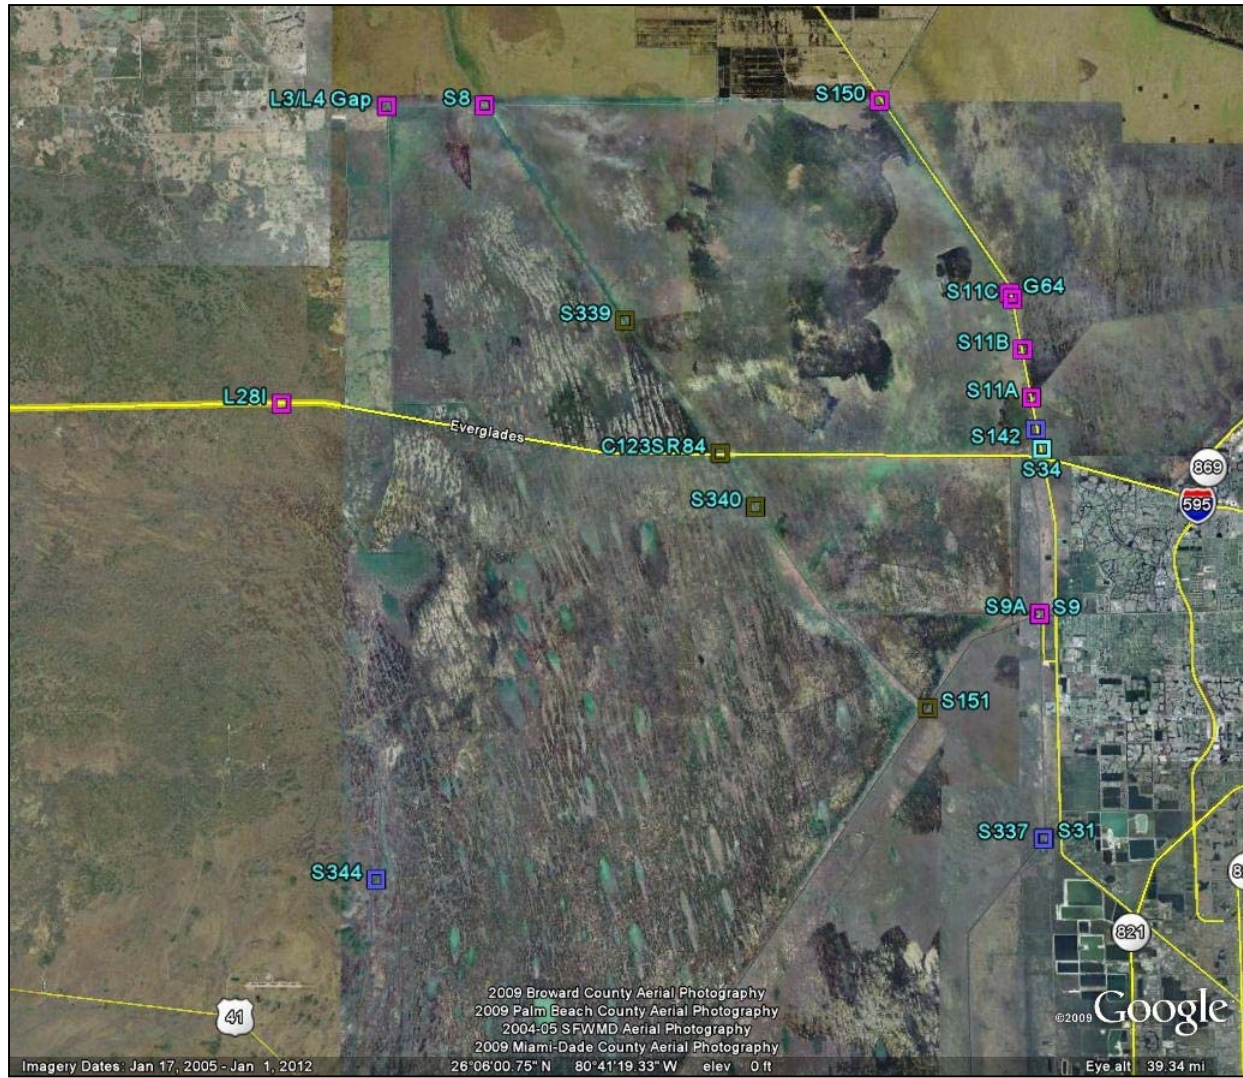 L3/L4 Gap
S8
S150
S11C
G64
S339
S11B
S11A
L28I
Everglades
S142
C123SR84
S34
869
595
S340
S9A
S9
S151
S337
S31
S344
821
41
2009 Broward County Aerial Photography
2009 Palm Beach County Aerial Photography
2004-05 SFWMD Aerial Photography
2009 Miami-Dade County Aerial Photography
©2009 Google
Imagery Dates: Jan 17, 2005 - Jan 1, 2012
26°06'00.75" N 80°41'19.33" W elev 0 ft
Eye alt 39.34 mi